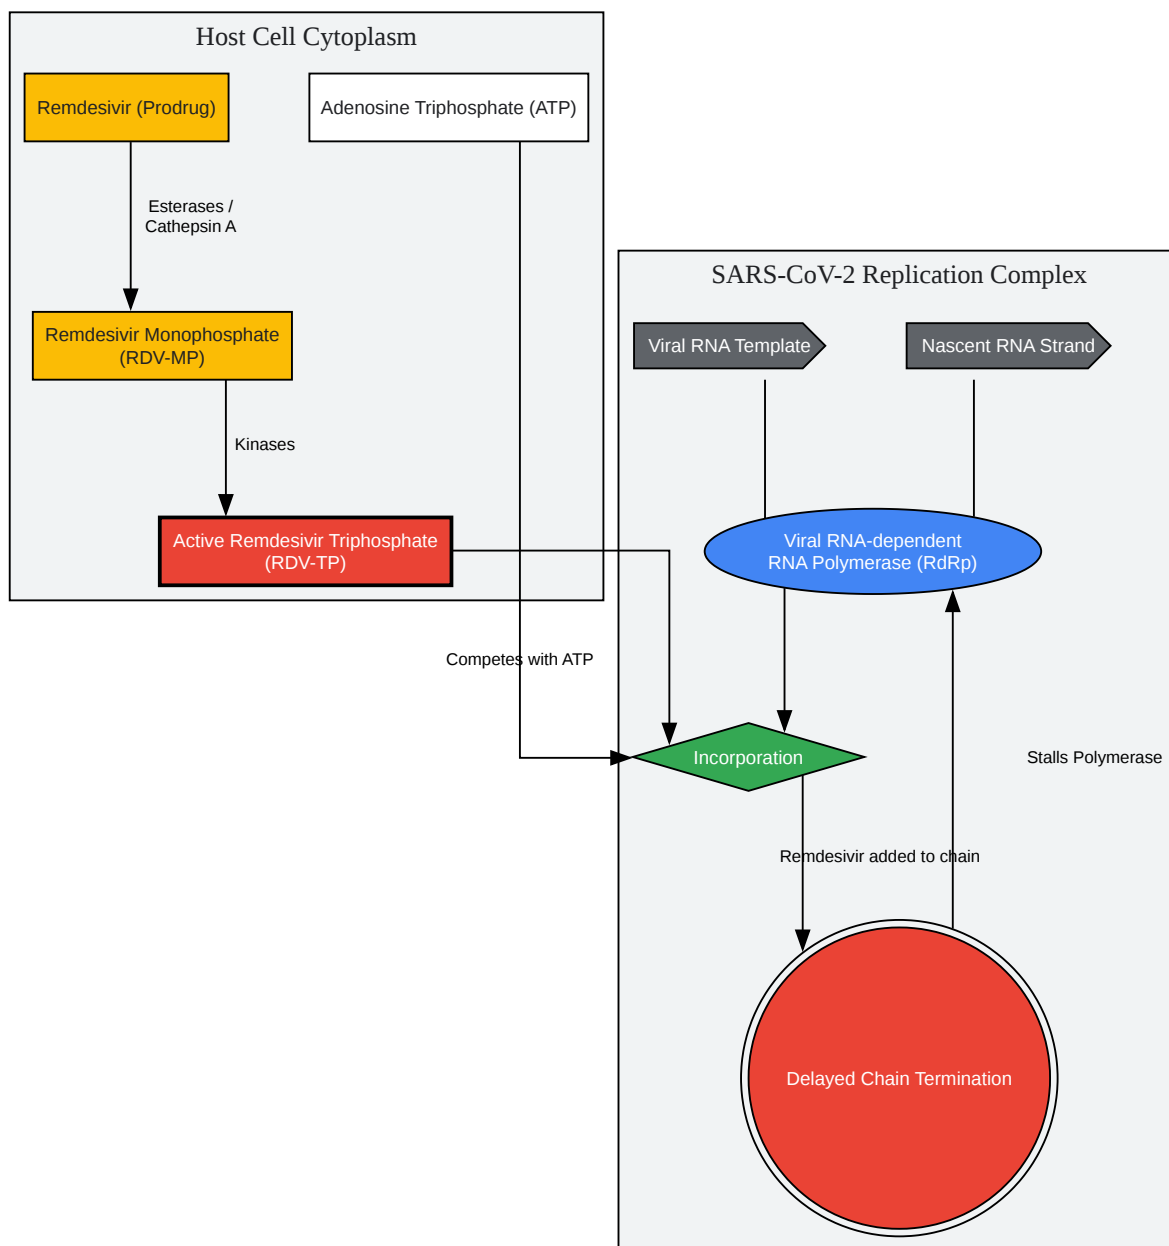 Host Cell Cytoplasm
Remdesivir (Prodrug)
Adenosine Triphosphate (ATP)
Esterases /
Cathepsin A
Remdesivir Monophosphate
(RDV-MP)
Kinases
Active Remdesivir Triphosphate
(RDV-TP)
Competes with ATP
SARS-CoV-2 Replication Complex
Viral RNA Template
Nascent RNA Strand
Viral RNA-dependent
RNA Polymerase (RdRp)
Incorporation
Stalls Polymerase
Remdesivir added to chain
Delayed Chain Termination